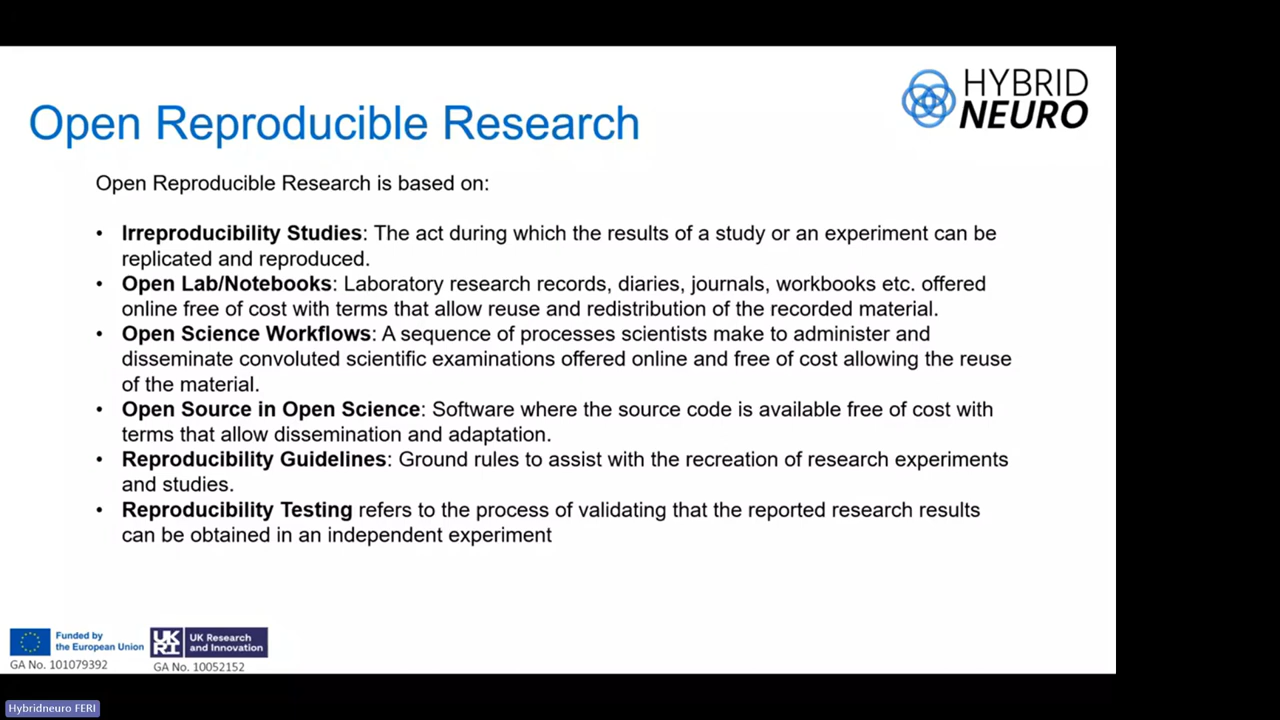 HYBRID
NEURO
Open Reproducible Research
Open Reproducible Research is based on:
• Irreproducibility Studies: The act during which the results of a study or an experiment can be
replicated and reproduced.
• Open Lab/Notebooks: Laboratory research records, diaries, journals, workbooks etc. offered
online free of cost with terms that allow reuse and redistribution of the recorded material.
• Open Science Workflows: A sequence of processes scientists make to administer and
disseminate convoluted scientific examinations offered online and free of cost allowing the reuse
of the material.
• Open Source in Open Science: Software where the source code is available free of cost with
terms that allow dissemination and adaptation.
• Reproducibility Guidelines: Ground rules to assist with the recreation of research experiments
and studies.
• Reproducibility Testing refers to the process of validating that the reported research results
can be obtained in an independent experiment
Funded by
the European Union
GA No. 101079392
UKRI
UK Research
and Innovation
GA No. 10052152
Hybridneuro FERI